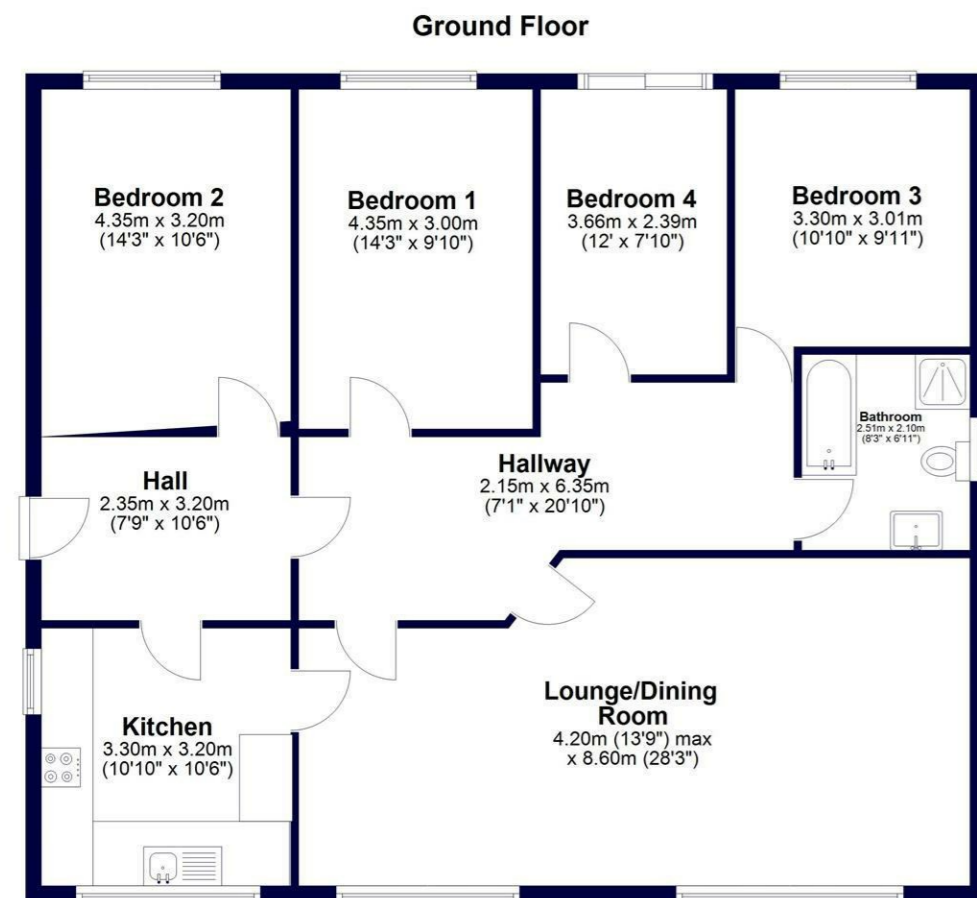 Ground Floor
Bedroom 2
4.35m x 3.20m
(14'3" x 10'6")
Bedroom 1
4.35m x 3.00m
(14'3" x 9'10")
Bedroom 4
3.66m x 2.39m
(12' x 7'10")
Bedroom 3
3.30m x 3.01m
(10'10" x 9'11")
Bathroom
2.51m x 2.10m
(8'3" x 6'11")
Hall
2.35m x 3.20m
(7'9" x 10'6")
Hallway
2.15m x 6.35m
(7'1" x 20'10")
Kitchen
3.30m x 3.20m
(10'10" x 10'6")
Lounge/Dining
Room
4.20m (13'9") max
x 8.60m (28'3")